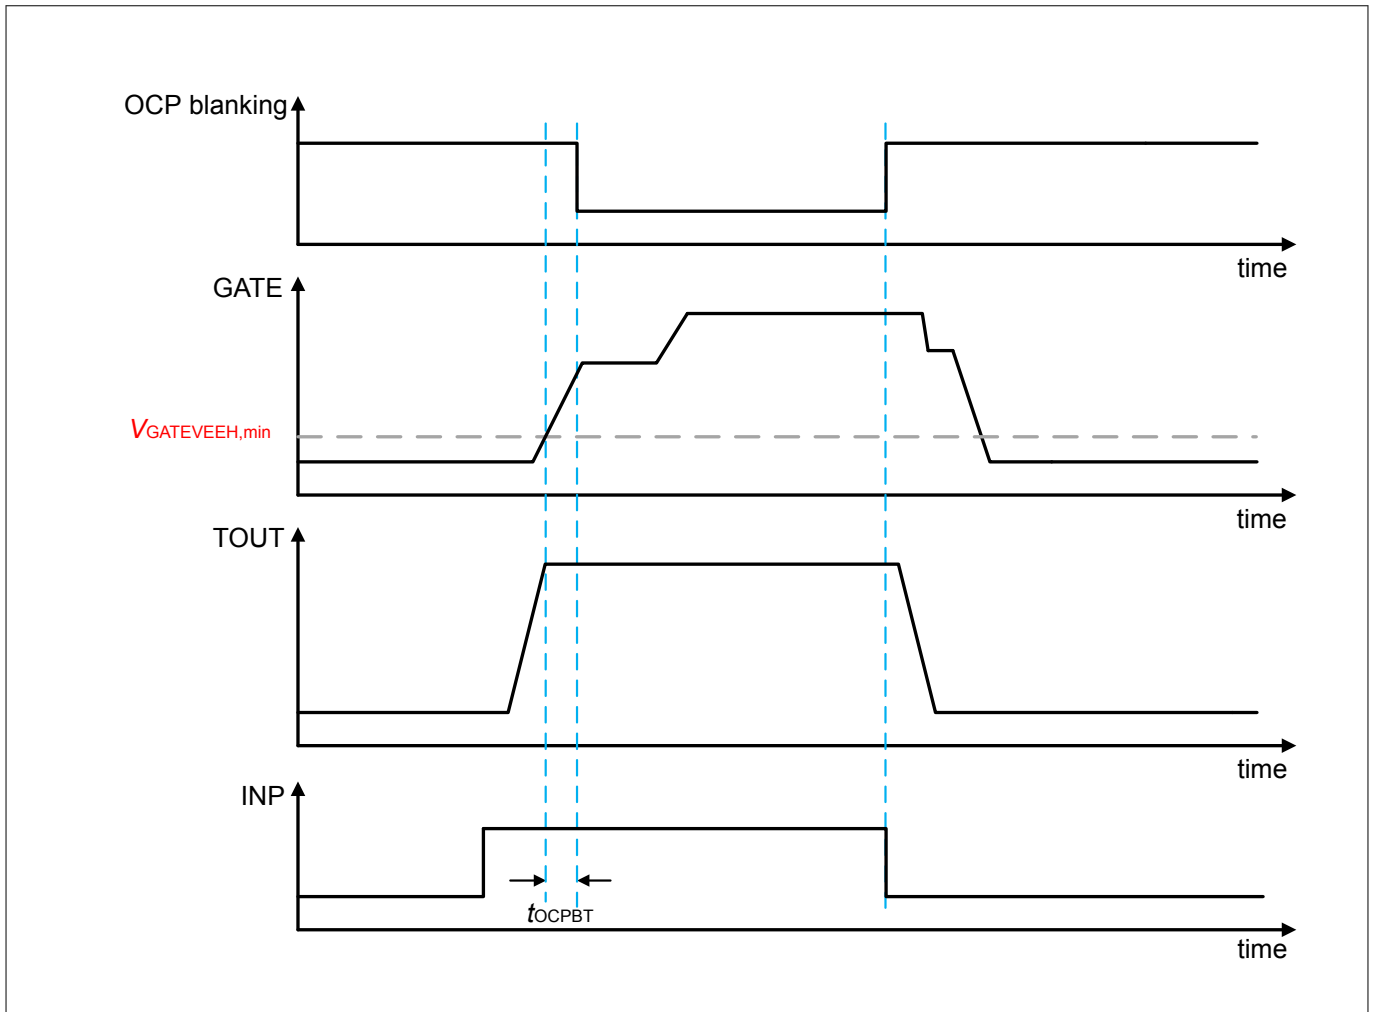 OCP blanking
time
GATE
VGATEVEEH,min
time
TOUT
time
INP
tOCPBT
time